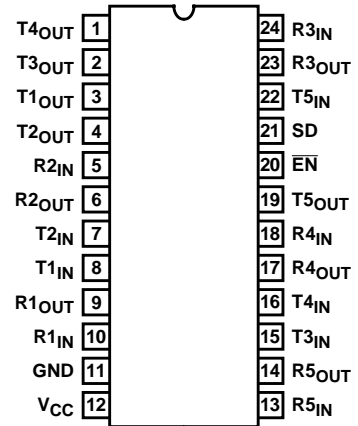 T4OUT 1 24 R3IN
T3OUT 2 23 R3OUT
T1OUT 3 22 T5IN
T2OUT 4 21 SD
R2IN 5 20 E̅N̅
R2OUT 6 19 T5OUT
T2IN 7 18 R4IN
T1IN 8 17 R4OUT
R1OUT 9 16 T4IN
R1IN 10 15 T3IN
GND 11 14 R5OUT
VCC 12 13 R5IN